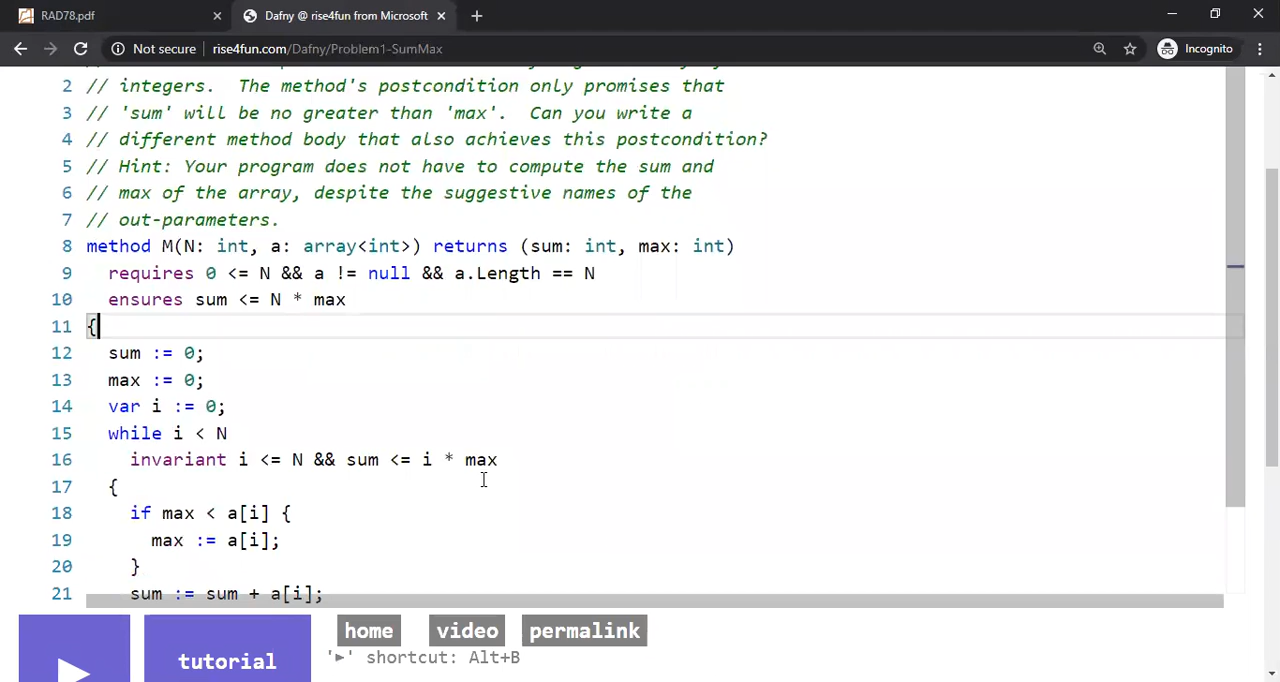 RAD78.pdf
Dafny @ rise4fun from Microsoft
Not secure rise4fun.com/Dafny/Problem1-SumMax
Incognito
2 // integers. The method's postcondition only promises that
3 // 'sum' will be no greater than 'max'. Can you write a
4 // different method body that also achieves this postcondition?
5 // Hint: Your program does not have to compute the sum and
6 // max of the array, despite the suggestive names of the
7 // out-parameters.
8 method M(N: int, a: array<int>) returns (sum: int, max: int)
9 requires 0 <= N && a != null && a.Length == N
10 ensures sum <= N * max
11 {
12 sum := 0;
13 max := 0;
14 var i := 0;
15 while i < N
16 invariant i <= N && sum <= i * max
17 {
18 if max < a[i] {
19 max := a[i];
20 }
21 sum := sum + a[i];
home video permalink
tutorial
'►' shortcut: Alt+B